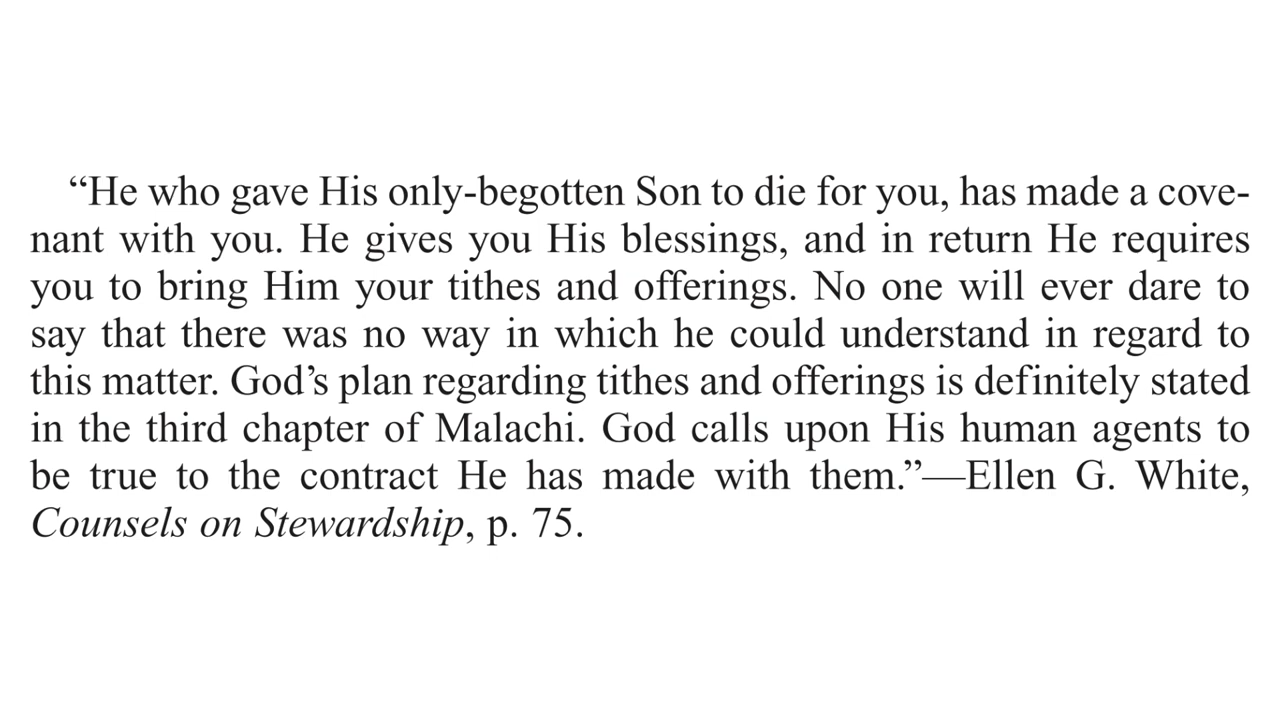 “He who gave His only-begotten Son to die for you, has made a cove-
nant with you. He gives you His blessings, and in return He requires
you to bring Him your tithes and offerings. No one will ever dare to
say that there was no way in which he could understand in regard to
this matter. God’s plan regarding tithes and offerings is definitely stated
in the third chapter of Malachi. God calls upon His human agents to
be true to the contract He has made with them.”—Ellen G. White,
Counsels on Stewardship, p. 75.